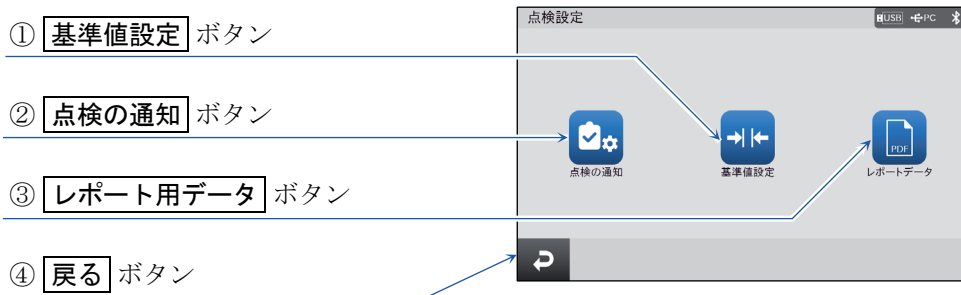 ① 基準値設定 ボタン
② 点検の通知 ボタン
③ レポート用データ ボタン
④ 戻る ボタン
点検設定
USB PC
点検の通知
基準値設定
PDF
レポートデータ